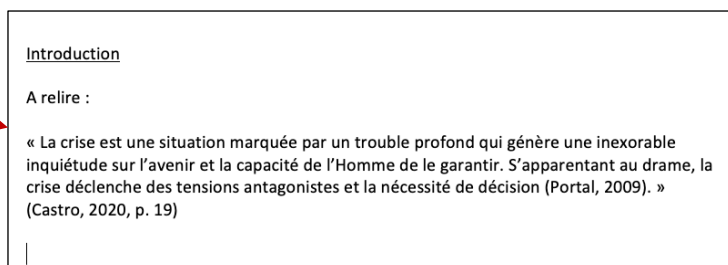 Introduction
A relire :
« La crise est une situation marquée par un trouble profond qui génère une inexorable
inquiétude sur l’avenir et la capacité de l’Homme de le garantir. S’apparentant au drame, la
crise déclenche des tensions antagonistes et la nécessité de décision (Portal, 2009). »
(Castro, 2020, p. 19)